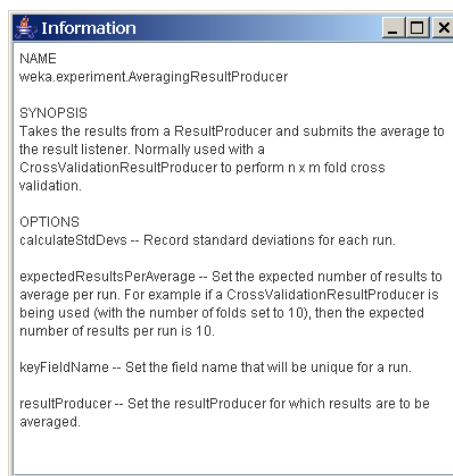 Information
NAME
weka.experiment.AveragingResultProducer
SYNOPSIS
Takes the results from a ResultProducer and submits the average to
the result listener. Normally used with a
CrossValidationResultProducer to perform n x m fold cross
validation.
OPTIONS
calculateStdDevs -- Record standard deviations for each run.
expectedResultsPerAverage -- Set the expected number of results to
average per run. For example if a CrossValidationResultProducer is
being used (with the number of folds set to 10), then the expected
number of results per run is 10.
keyFieldName -- Set the field name that will be unique for a run.
resultProducer -- Set the resultProducer for which results are to be
averaged.